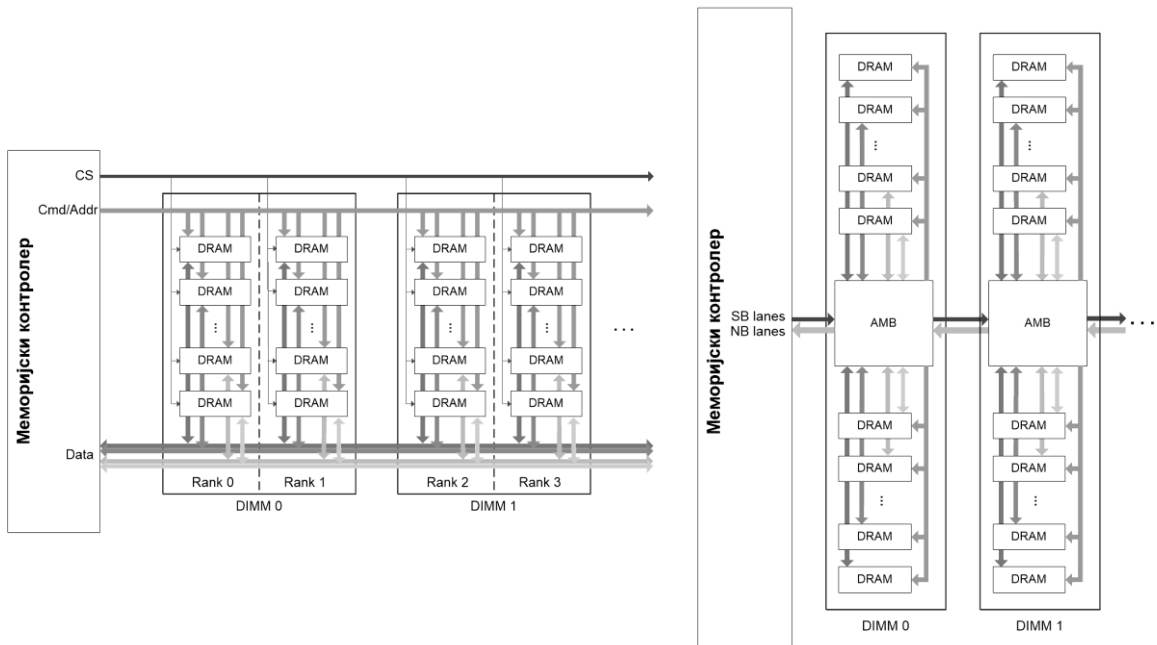 Меморијски контролер
CS
Cmd/Addr
Data
DRAM DRAM DRAM DRAM
DRAM DRAM DRAM DRAM
... ... ... ...
...
DRAM DRAM DRAM DRAM
DRAM DRAM DRAM DRAM
Rank 0 Rank 1 Rank 2 Rank 3
DIMM 0 DIMM 1
Меморијски контролер
SB lanes
NB lanes
DRAM DRAM
DRAM DRAM
... ...
DRAM DRAM
DRAM DRAM
AMB AMB ...
DRAM DRAM
DRAM DRAM
... ...
DRAM DRAM
DRAM DRAM
DIMM 0 DIMM 1